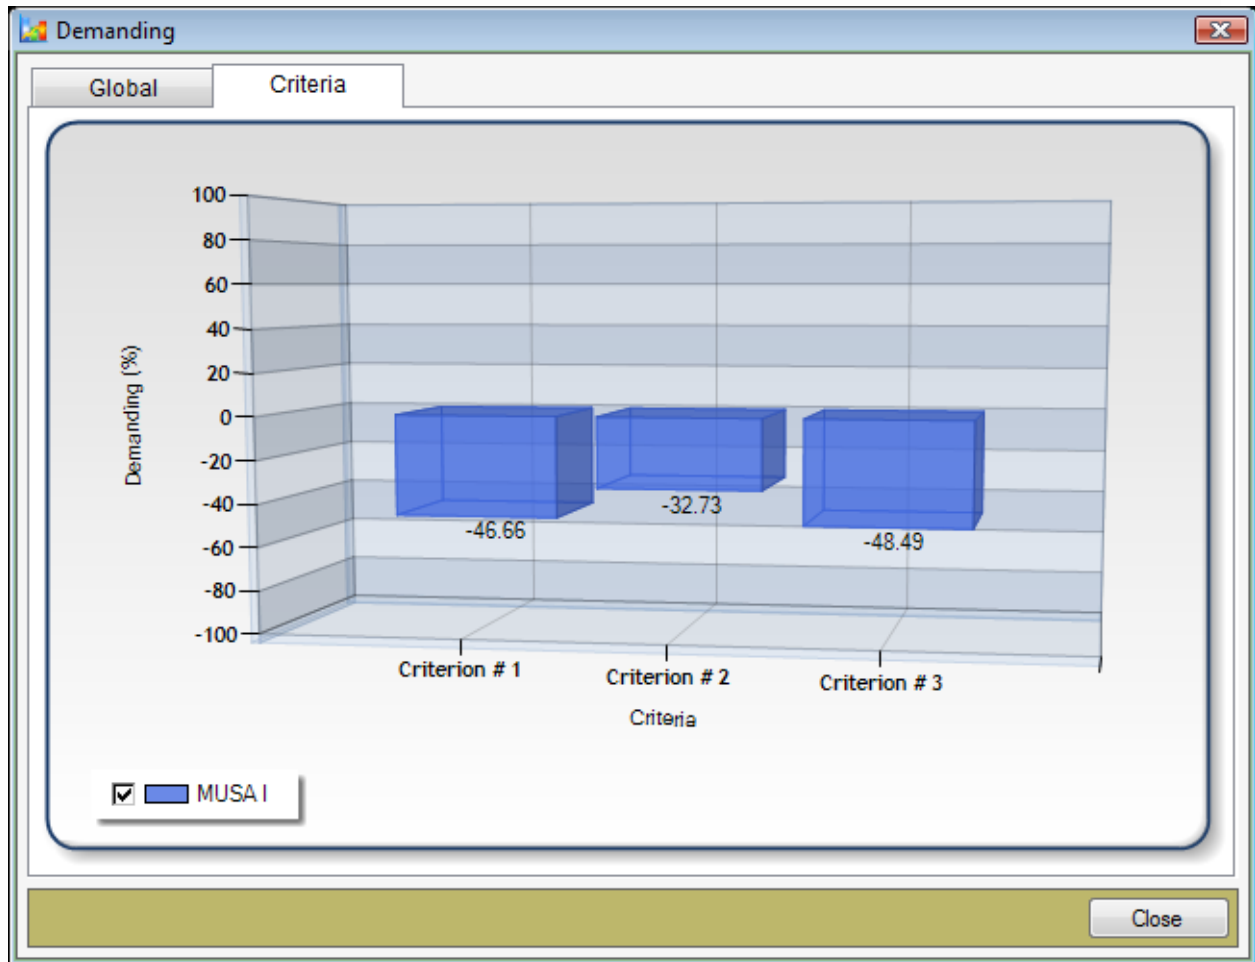 Demanding
Global
Criteria
100
80
60
40
20
0
-20
-40
-60
-80
-100
Demanding (%)
-46.66
-32.73
-48.49
Criterion # 1
Criterion # 2
Criterion # 3
Criteria
MUSA I
Close